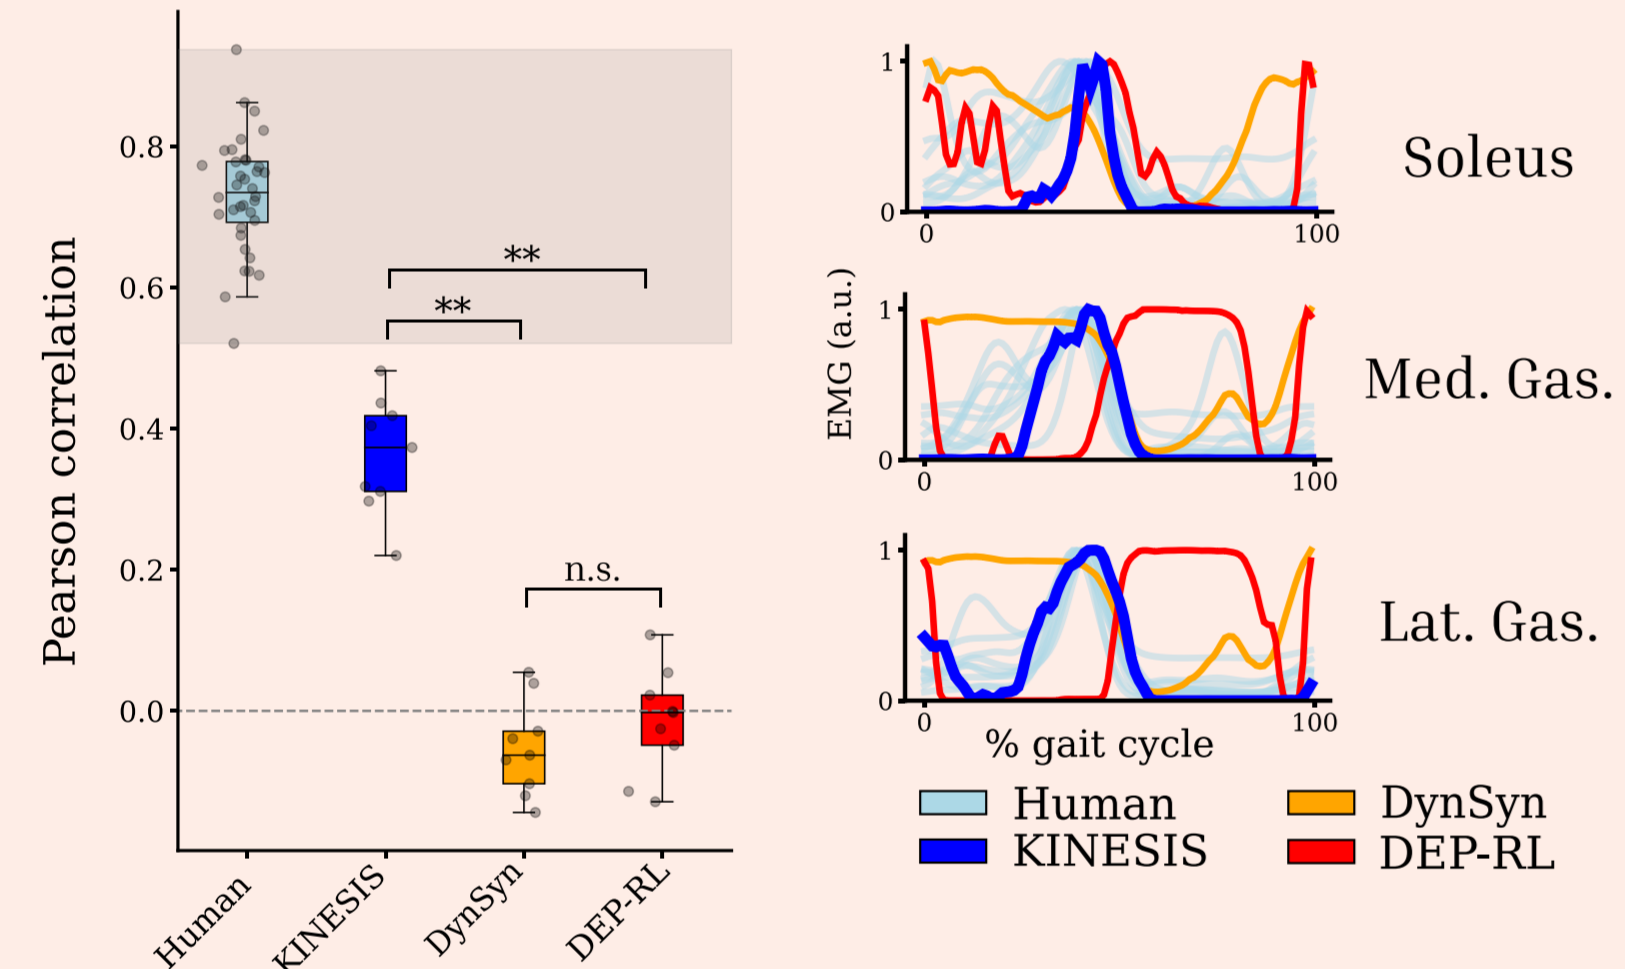 Pearson correlation
0.8
0.6
0.4
0.2
0.0
**
**
n.s.
Human
KINESIS
DynSyn
DEP-RL
EMG (a.u.)
1
0
0
100
Soleus
1
0
0
100
Med. Gas.
1
0
0
100
Lat. Gas.
% gait cycle
Human
DynSyn
KINESIS
DEP-RL